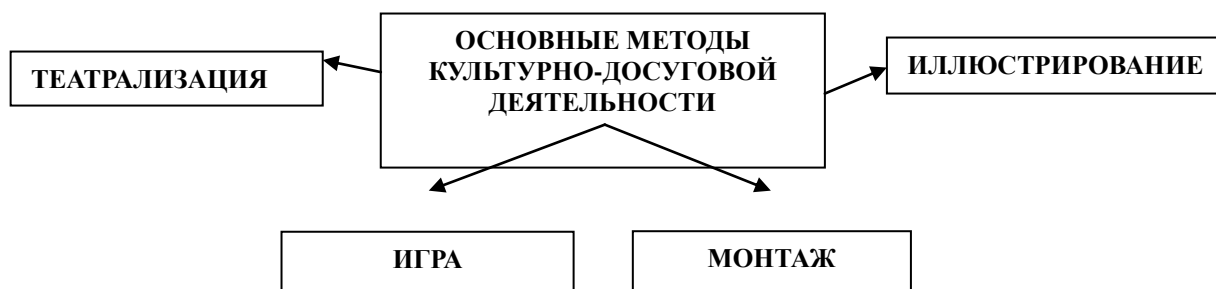 ОСНОВНЫЕ МЕТОДЫ
КУЛЬТУРНО-ДОСУГОВОЙ
ДЕЯТЕЛЬНОСТИ
ТЕАТРАЛИЗАЦИЯ
ИЛЛЮСТРИРОВАНИЕ
ИГРА
МОНТАЖ